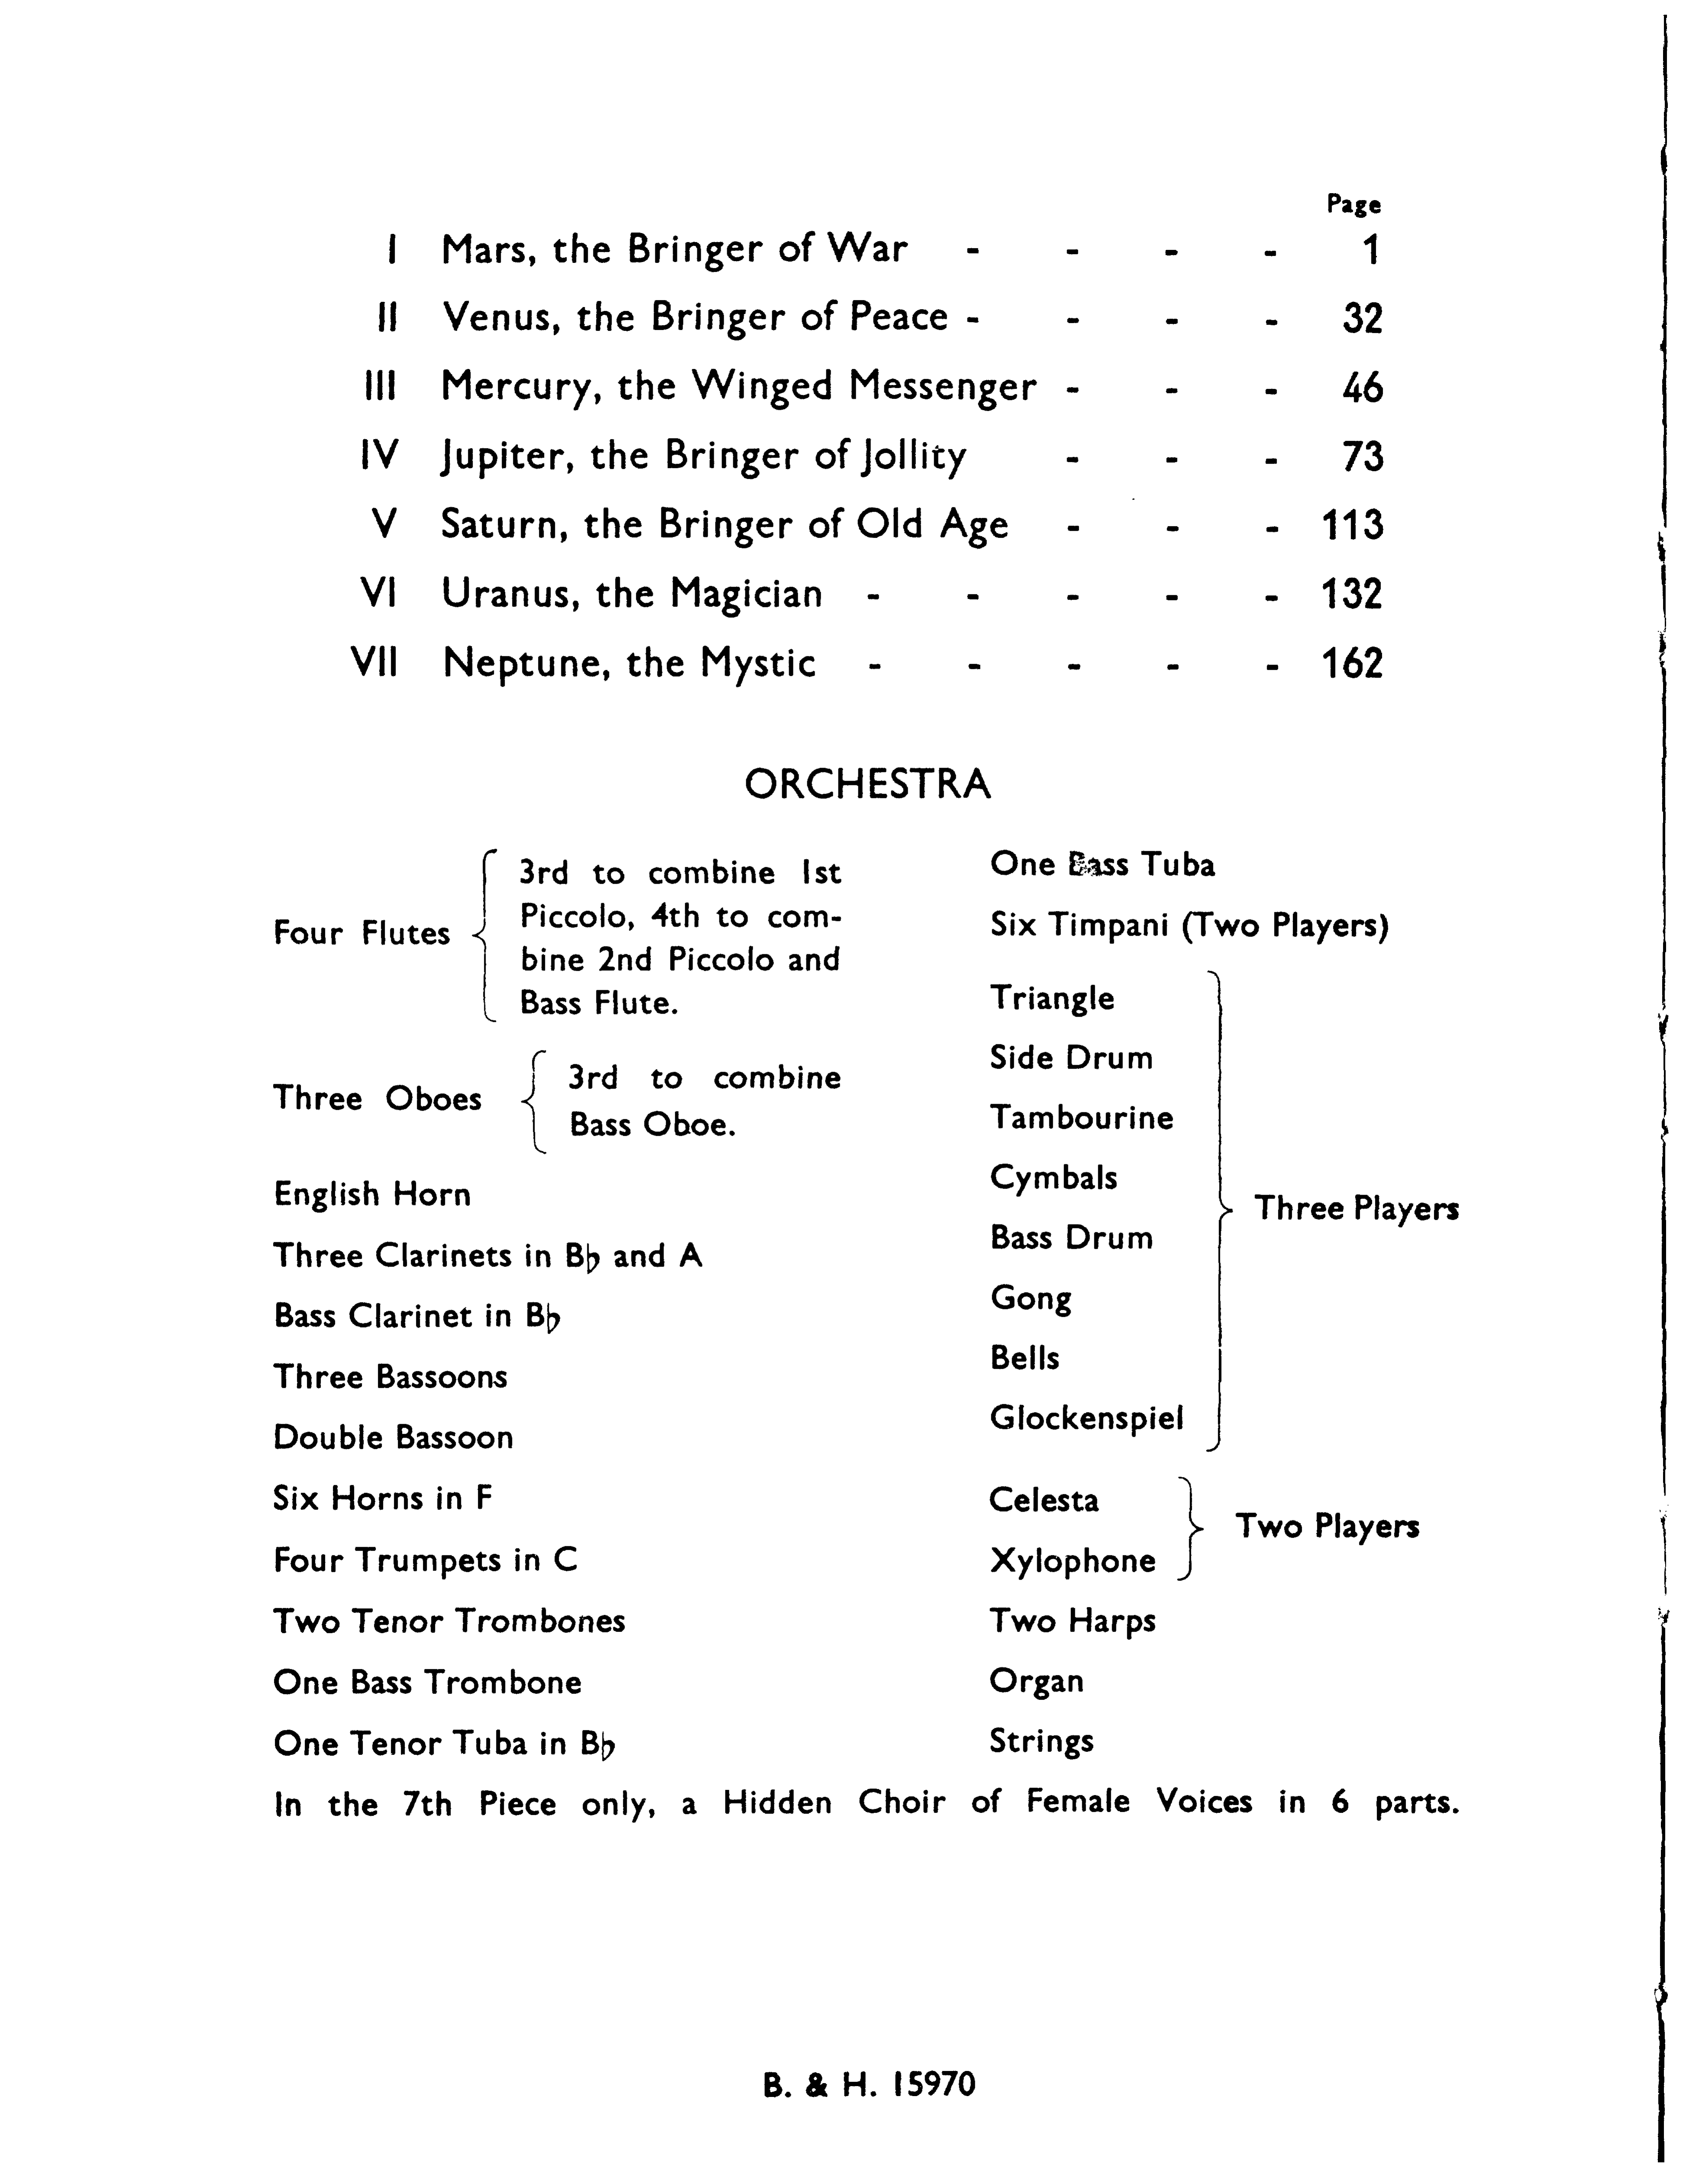 Page
I Mars, the Bringer of War - - - - 1
II Venus, the Bringer of Peace - - - - 32
III Mercury, the Winged Messenger - - - 46
IV Jupiter, the Bringer of Jollity - - - 73
V Saturn, the Bringer of Old Age - - - 113
VI Uranus, the Magician - - - - - 132
VII Neptune, the Mystic - - - - - 162
ORCHESTRA
Four Flutes
3rd to combine 1st
Piccolo, 4th to com-
bine 2nd Piccolo and
Bass Flute.
Three Oboes
3rd to combine
Bass Oboe.
English Horn
Three Clarinets in B♭ and A
Bass Clarinet in B♭
Three Bassoons
Double Bassoon
Six Horns in F
Four Trumpets in C
Two Tenor Trombones
One Bass Trombone
One Tenor Tuba in B♭
One Bass Tuba
Six Timpani (Two Players)
Triangle
Side Drum
Tambourine
Cymbals
Bass Drum
Gong
Bells
Glockenspiel
Three Players
Celesta
Xylophone
Two Players
Two Harps
Organ
Strings
In the 7th Piece only, a Hidden Choir of Female Voices in 6 parts.
B. & H. 15970